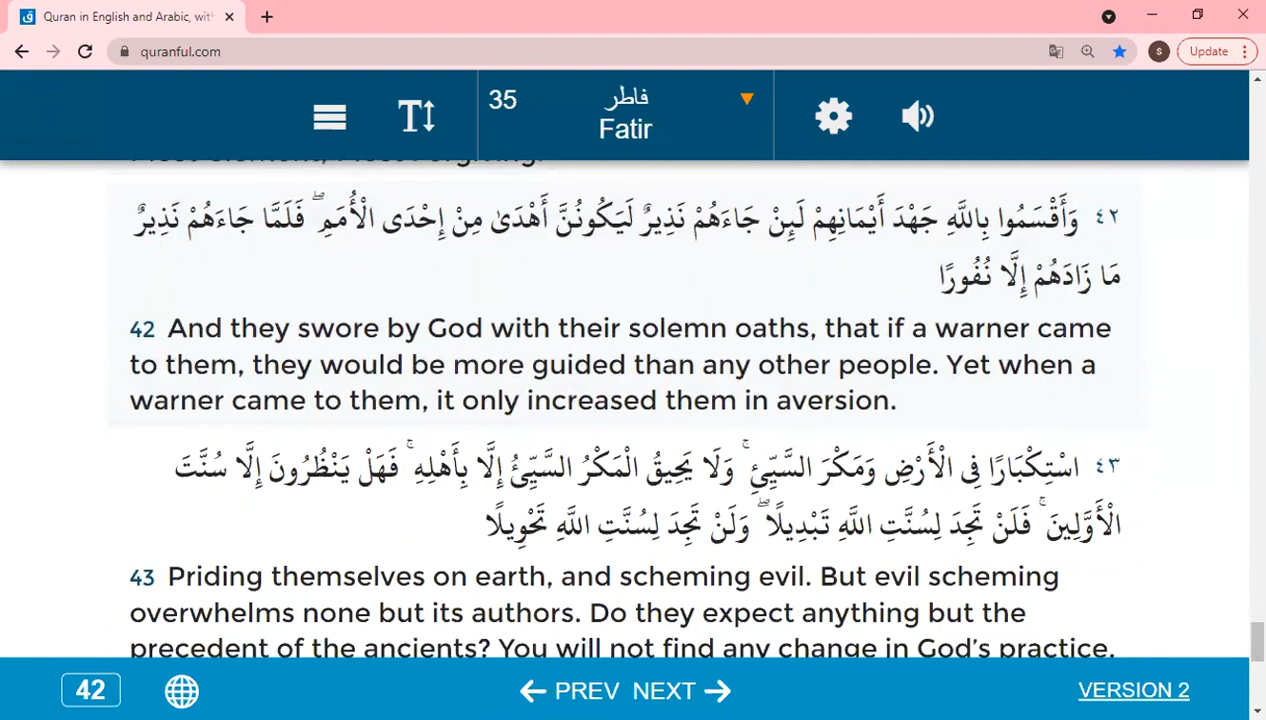 Quran in English and Arabic, wit
quranful.com
S
Update
35
فاطر
Fatir
٤٢ وَأَقْسَمُوا بِاللَّهِ جَهْدَ أَيْمَانِهِمْ لَئِنْ جَاءَهُمْ نَذِيرٌ لَيَكُونُنَّ أَهْدَىٰ مِنْ إِحْدَى الْأُمَمِ ۖ فَلَمَّا جَاءَهُمْ نَذِيرٌ
مَا زَادَهُمْ إِلَّا نُفُورًا
42 And they swore by God with their solemn oaths, that if a warner came
to them, they would be more guided than any other people. Yet when a
warner came to them, it only increased them in aversion.
٤٣ اسْتِكْبَارًا فِى الْأَرْضِ وَمَكْرَ السَّيِّئِ ۚ وَلَا يَحِيقُ الْمَكْرُ السَّيِّئُ إِلَّا بِأَهْلِهِ ۚ فَهَلْ يَنْظُرُونَ إِلَّا سُنَّتَ
الْأَوَّلِينَ ۚ فَلَنْ تَجِدَ لِسُنَّتِ اللَّهِ تَبْدِيلًا ۖ وَلَنْ تَجِدَ لِسُنَّتِ اللَّهِ تَحْوِيلًا
43 Priding themselves on earth, and scheming evil. But evil scheming
overwhelms none but its authors. Do they expect anything but the
precedent of the ancients? You will not find any change in God's practice,
42
PREV NEXT
VERSION 2